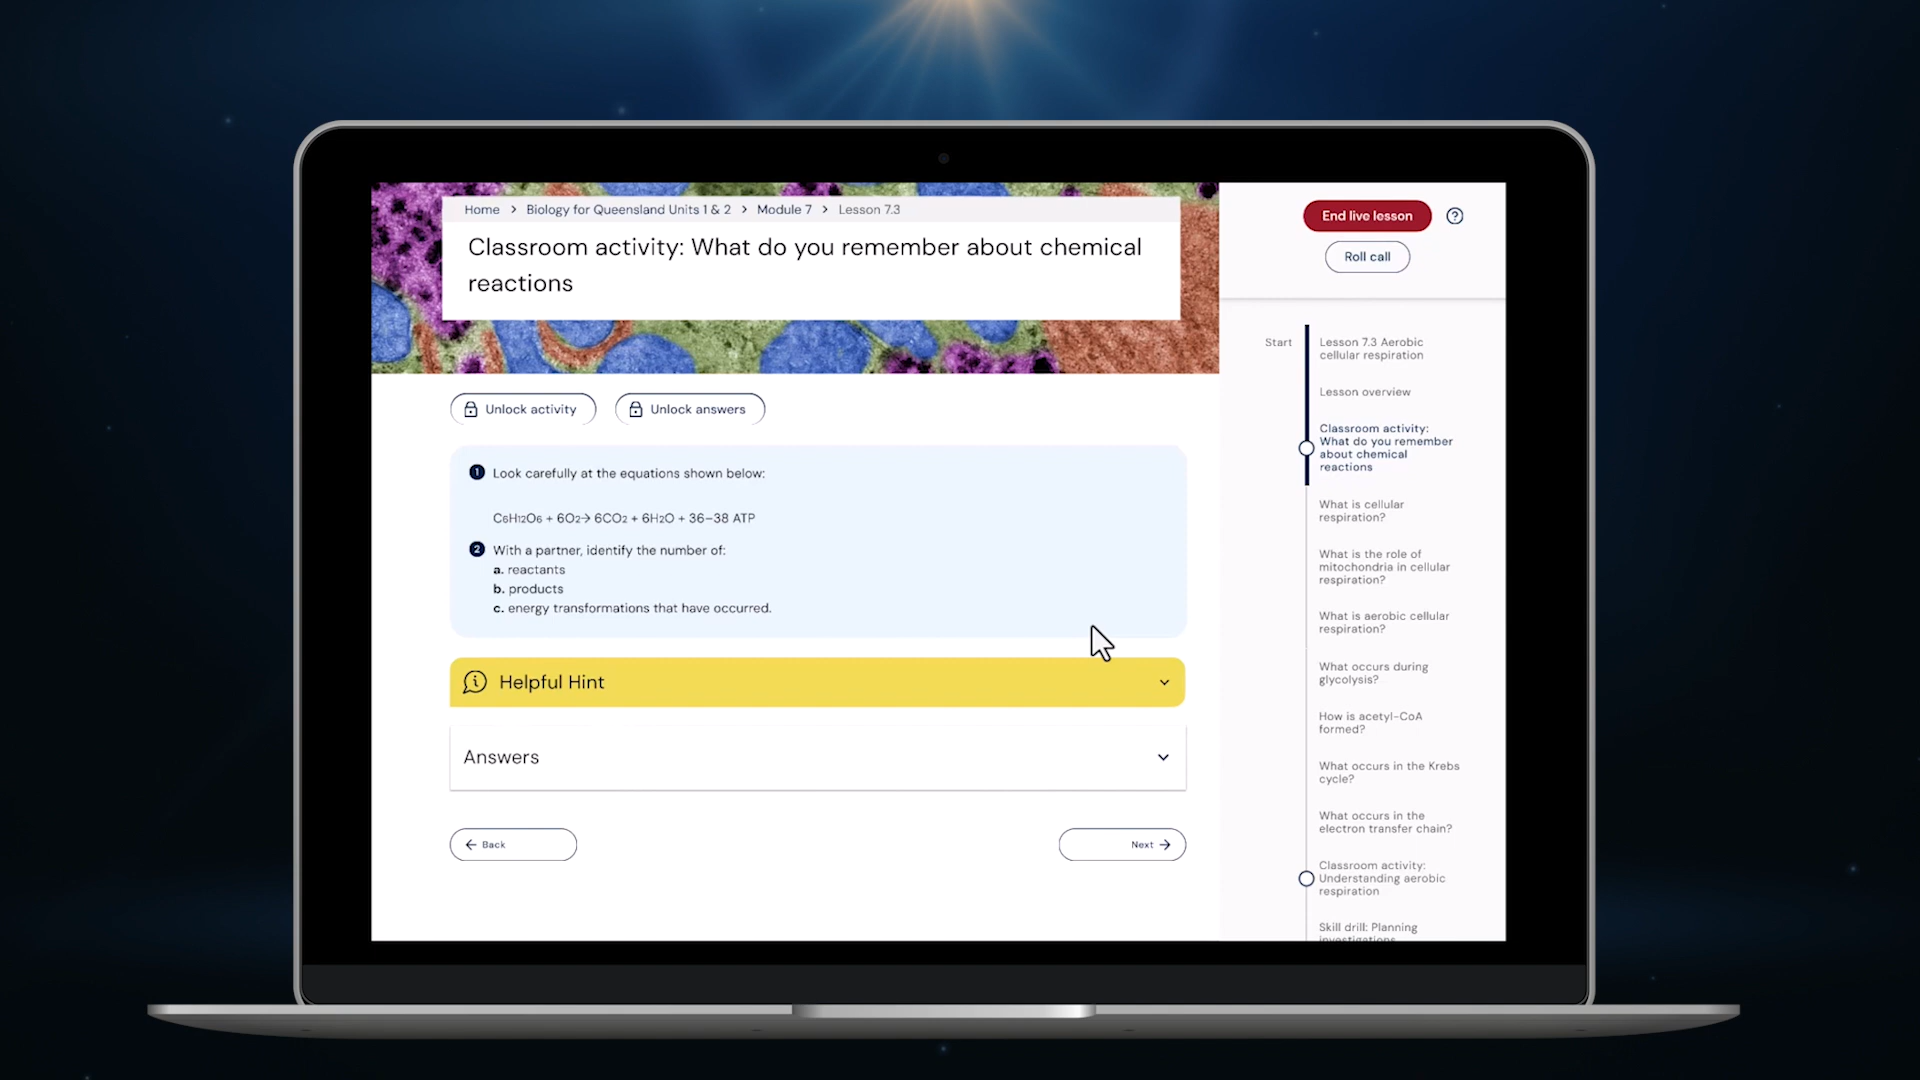 Home > Biology for Queensland Units 1 & 2 > Module 7 > Lesson 7.3
Classroom activity: What do you remember about chemical
reactions
Unlock activity
Unlock answers
1 Look carefully at the equations shown below:
C6H12O6 + 6O2→ 6CO2 + 6H2O + 36–38 ATP
2 With a partner, identify the number of:
a. reactants
b. products
c. energy transformations that have occurred.
Helpful Hint
Answers
← Back
Next →
End live lesson
?
Roll call
Start
Lesson 7.3 Aerobic
cellular respiration
Lesson overview
Classroom activity:
What do you remember
about chemical
reactions
What is cellular
respiration?
What is the role of
mitochondria in cellular
respiration?
What is aerobic cellular
respiration?
What occurs during
glycolysis?
How is acetyl-CoA
formed?
What occurs in the Krebs
cycle?
What occurs in the
electron transfer chain?
Classroom activity:
Understanding aerobic
respiration
Skill drill: Planning
investigations